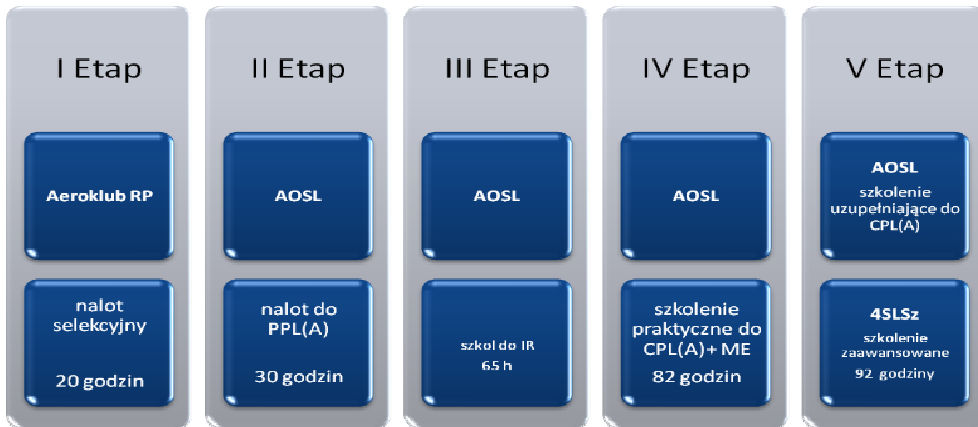 I Etap
Aeroklub RP
nalot
selekcyjny
20 godzin
II Etap
AOSL
nalot do
PPL(A)
30 godzin
III Etap
AOSL
szkol do IR
65 h
IV Etap
AOSL
szkolenie
praktyczne do
CPL(A)+ ME
82 godzin
V Etap
AOSL
szkolenie
uzupełniające do
CPL(A)
4SLSz
szkolenie
zaawansowane
92 godziny